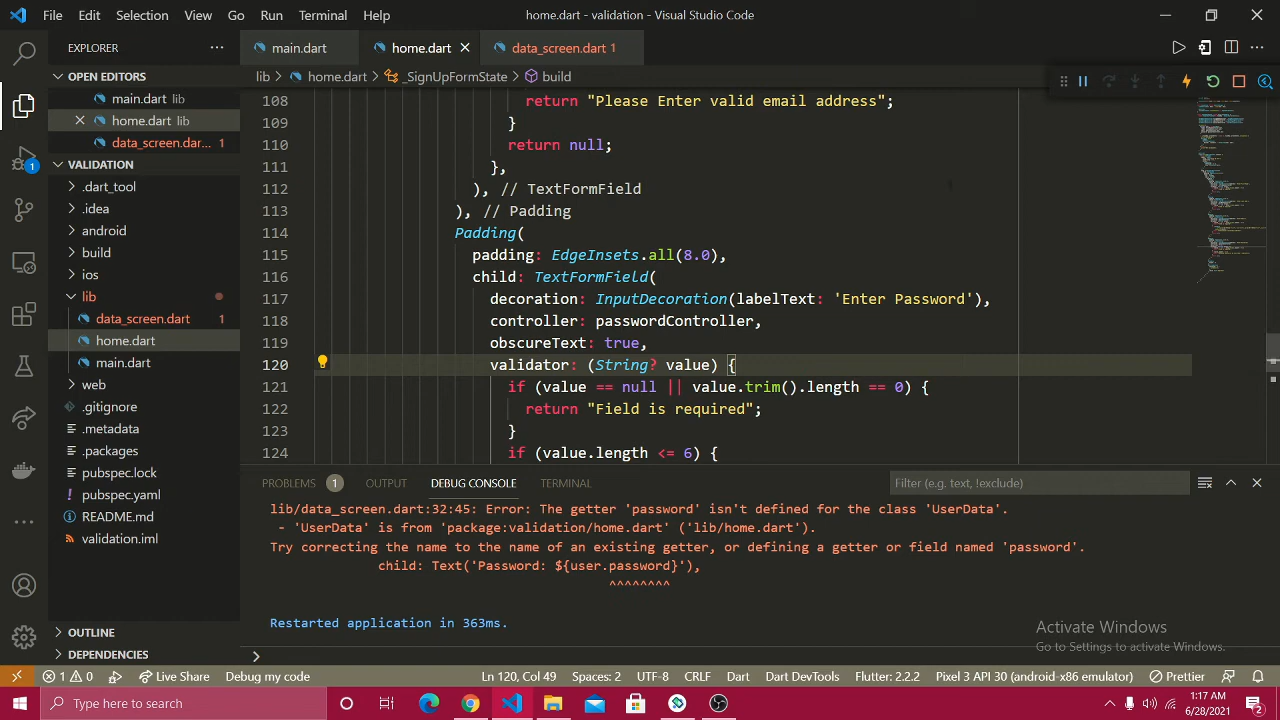 File Edit Selection View Go Run Terminal Help home.dart - validation - Visual Studio Code
EXPLORER ··· main.dart home.dart data_screen.dart 1
OPEN EDITORS lib > home.dart > _SignUpFormState > build
main.dart lib
home.dart lib
data_screen.dar... 1
VALIDATION
.dart_tool
.idea
android
build
ios
lib
data_screen.dart 1
home.dart
main.dart
web
.gitignore
.metadata
.packages
pubspec.lock
pubspec.yaml
README.md
validation.iml
OUTLINE
DEPENDENCIES
1
108 return "Please Enter valid email address";
109 }
110 return null;
111 },
112 ), // TextFormField
113 ), // Padding
114 Padding(
115 padding: EdgeInsets.all(8.0),
116 child: TextFormField(
117 decoration: InputDecoration(labelText: 'Enter Password'),
118 controller: passwordController,
119 obscureText: true,
120 validator: (String? value) {
121 if (value == null || value.trim().length == 0) {
122 return "Field is required";
123 }
124 if (value.length <= 6) {
PROBLEMS 1 OUTPUT DEBUG CONSOLE TERMINAL Filter (e.g. text, !exclude)
lib/data_screen.dart:32:45: Error: The getter 'password' isn't defined for the class 'UserData'.
- 'UserData' is from 'package:validation/home.dart' ('lib/home.dart').
Try correcting the name to the name of an existing getter, or defining a getter or field named 'password'.
child: Text('Password: ${user.password}'),
^^^^^^^^
Restarted application in 363ms.
>
Activate Windows
Go to Settings to activate Windows.
1 0 Live Share Debug my code Ln 120, Col 49 Spaces: 2 UTF-8 CRLF Dart Dart DevTools Flutter: 2.2.2 Pixel 3 API 30 (android-x86 emulator) Prettier
Type here to search 1:17 AM
6/28/2021 2